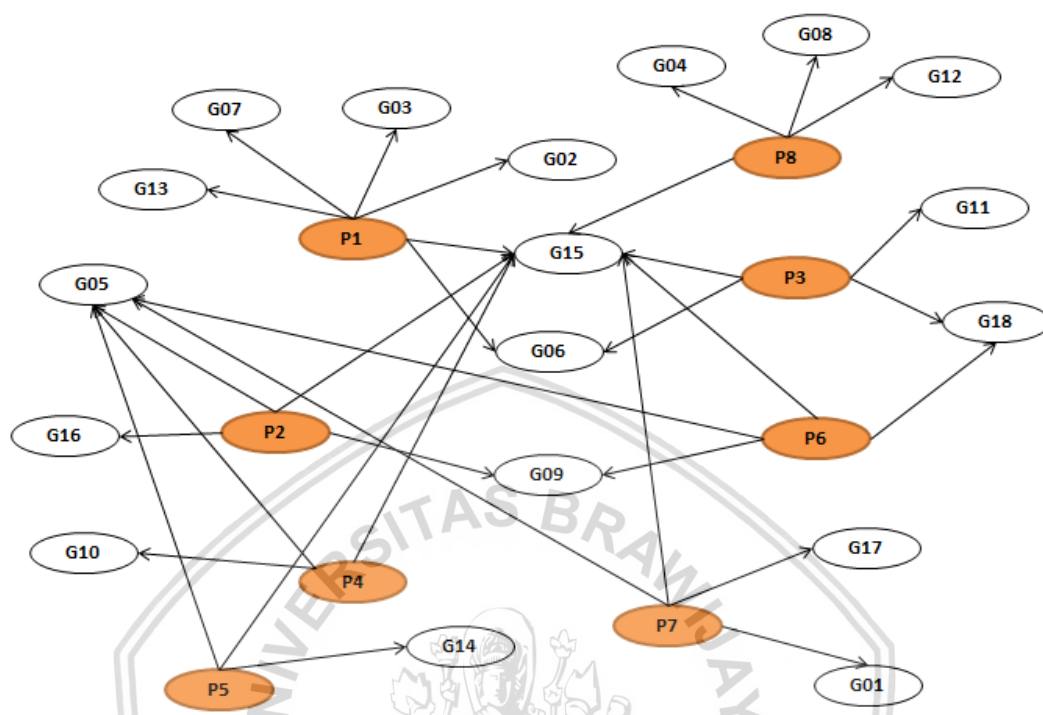 G08
G04
G12
G07
G03
G02
P8
G13
G11
P1
G15
P3
G05
G18
G06
G16
P2
P6
G09
G10
G17
P4
P7
G14
P5
G01
UNIVERSITAS BRAWIJAYA